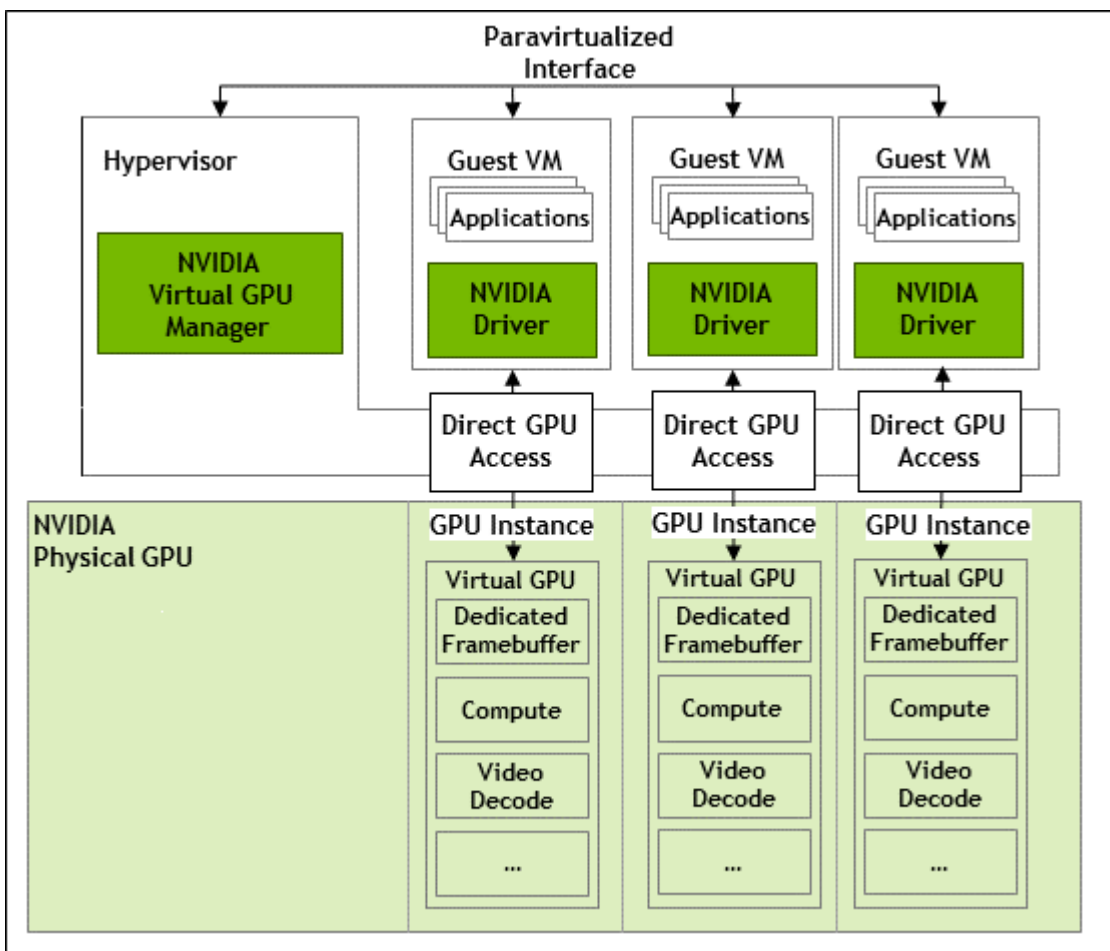 Paravirtualized
Interface
Hypervisor
NVIDIA
Virtual GPU
Manager
Guest VM
Applications
NVIDIA
Driver
Guest VM
Applications
NVIDIA
Driver
Guest VM
Applications
NVIDIA
Driver
Direct GPU
Access
Direct GPU
Access
Direct GPU
Access
NVIDIA
Physical GPU
GPU Instance
Virtual GPU
Dedicated
Framebuffer
Compute
Video
Decode
...
GPU Instance
Virtual GPU
Dedicated
Framebuffer
Compute
Video
Decode
...
GPU Instance
Virtual GPU
Dedicated
Framebuffer
Compute
Video
Decode
...